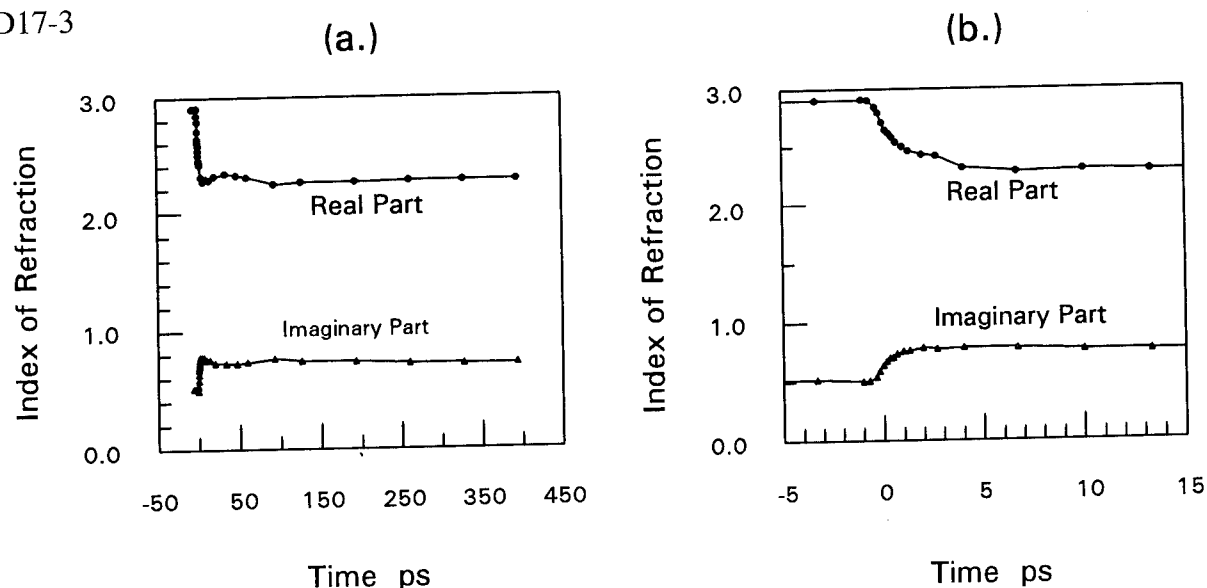 D17-3
(a.)
3.0
2.0
1.0
0.0
Index of Refraction
Real Part
Imaginary Part
-50 50 150 250 350 450
Time ps
(b.)
3.0
2.0
1.0
0.0
Index of Refraction
Real Part
Imaginary Part
-5 0 5 10 15
Time ps